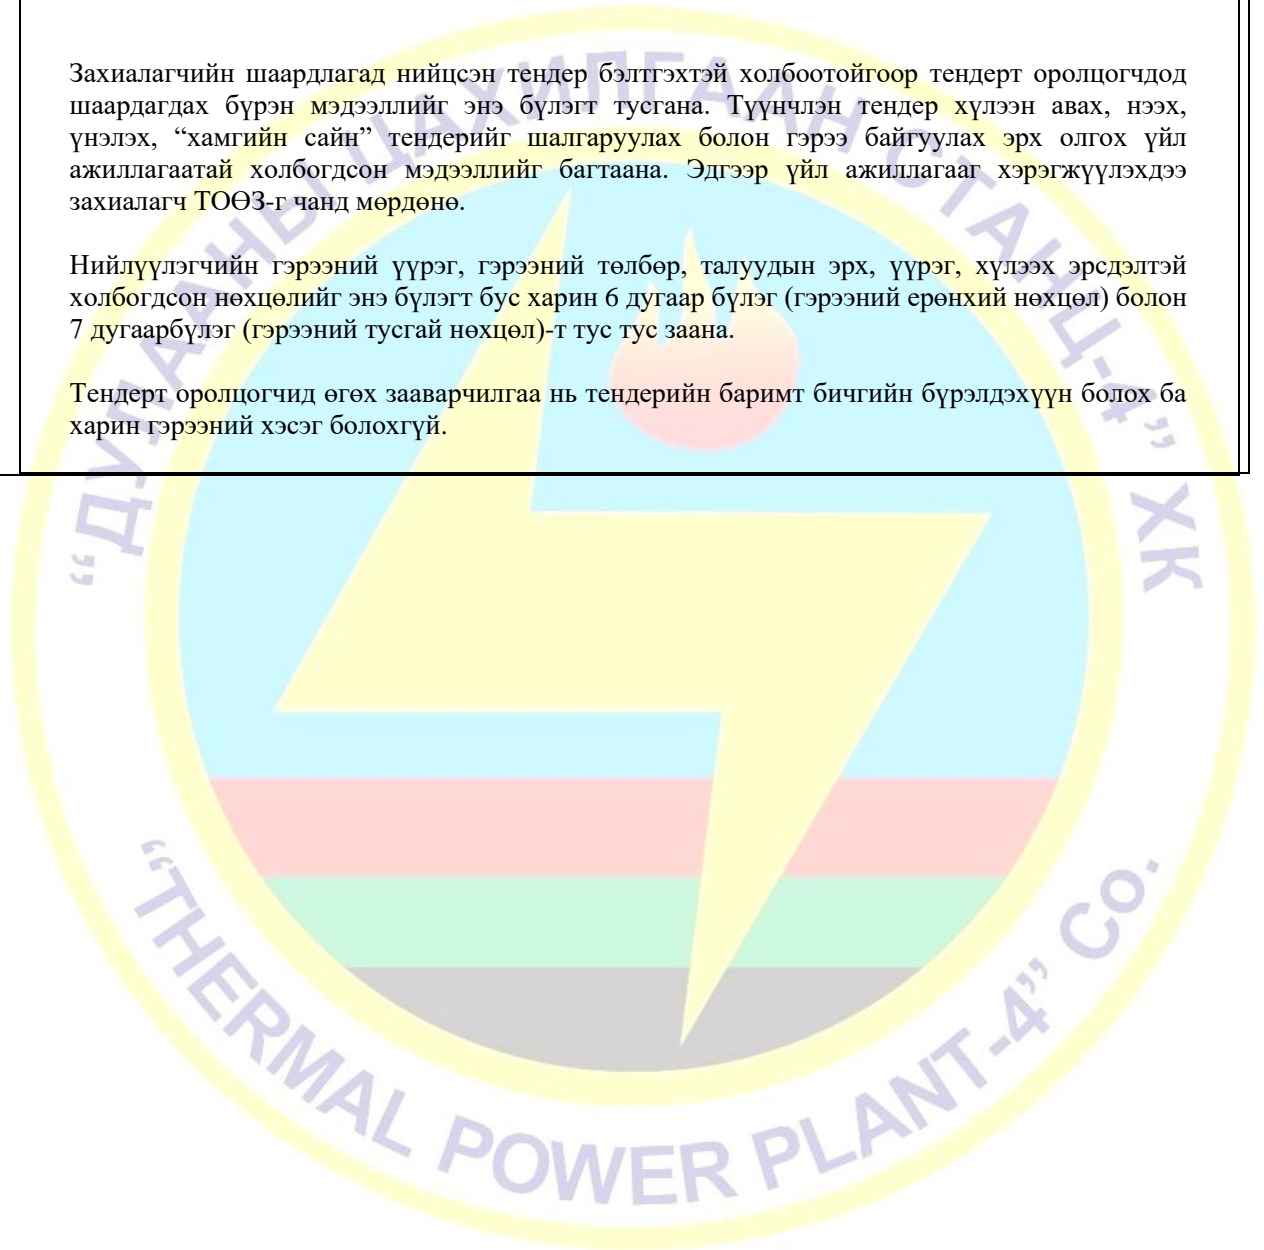 Захиалагчийн шаардлагад нийцсэн тендер бэлтгэхтэй холбоотойгоор тендерт оролцогчдод
шаардагдах бүрэн мэдээллийг энэ бүлэгт тусгана. Түүнчлэн тендер хүлээн авах, нээх,
үнэлэх, “хамгийн сайн” тендерийг шалгаруулах болон гэрээ байгуулах эрх олгох үйл
ажиллагаатай холбогдсон мэдээллийг багтаана. Эдгээр үйл ажиллагааг хэрэгжүүлэхдээ
захиалагч ТОӨЗ-г чанд мөрдөнө.
Нийлүүлэгчийн гэрээний үүрэг, гэрээний төлбөр, талуудын эрх, үүрэг, хүлээх эрсдэлтэй
холбогдсон нөхцөлийг энэ бүлэгт бус харин 6 дугаар бүлэг (гэрээний ерөнхий нөхцөл) болон
7 дугаарбүлэг (гэрээний тусгай нөхцөл)-т тус тус заана.
Тендерт оролцогчид өгөх зааварчилгаа нь тендерийн баримт бичгийн бүрэлдэхүүн болох ба
харин гэрээний хэсэг болохгүй.
“ДУЛААНЫ ЦАХИЛГААН СТАНЦ-4” ХК
“THERMAL POWER PLANT-4” Co.